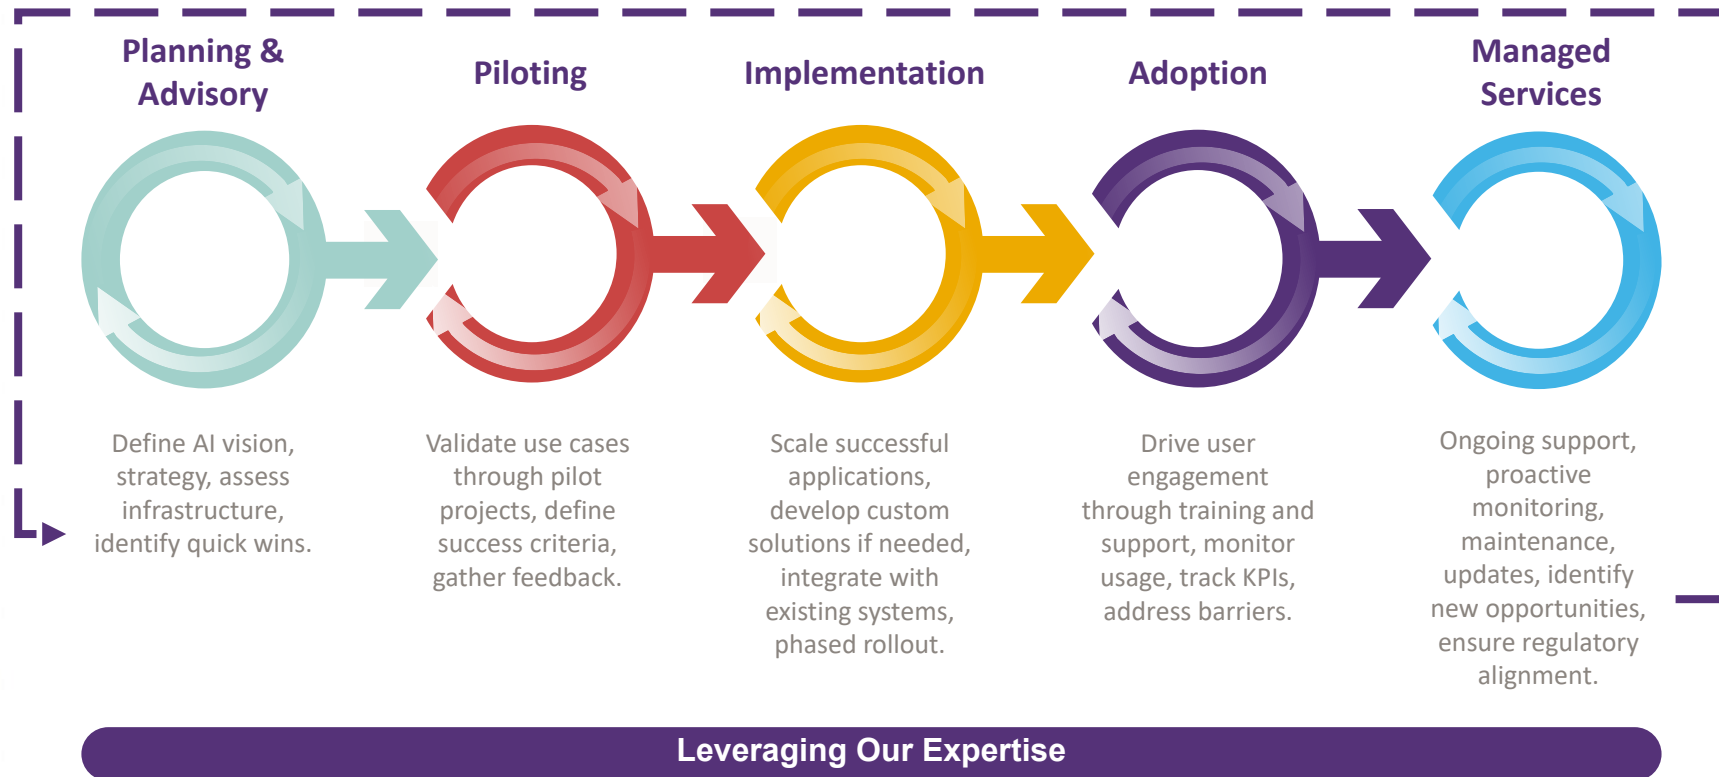 Planning &
Advisory
Piloting
Implementation
Adoption
Managed
Services
Define AI vision,
strategy, assess
infrastructure,
identify quick wins.
Validate use cases
through pilot
projects, define
success criteria,
gather feedback.
Scale successful
applications,
develop custom
solutions if needed,
integrate with
existing systems,
phased rollout.
Drive user
engagement
through training and
support, monitor
usage, track KPIs,
address barriers.
Ongoing support,
proactive
monitoring,
maintenance,
updates, identify
new opportunities,
ensure regulatory
alignment.
Leveraging Our Expertise